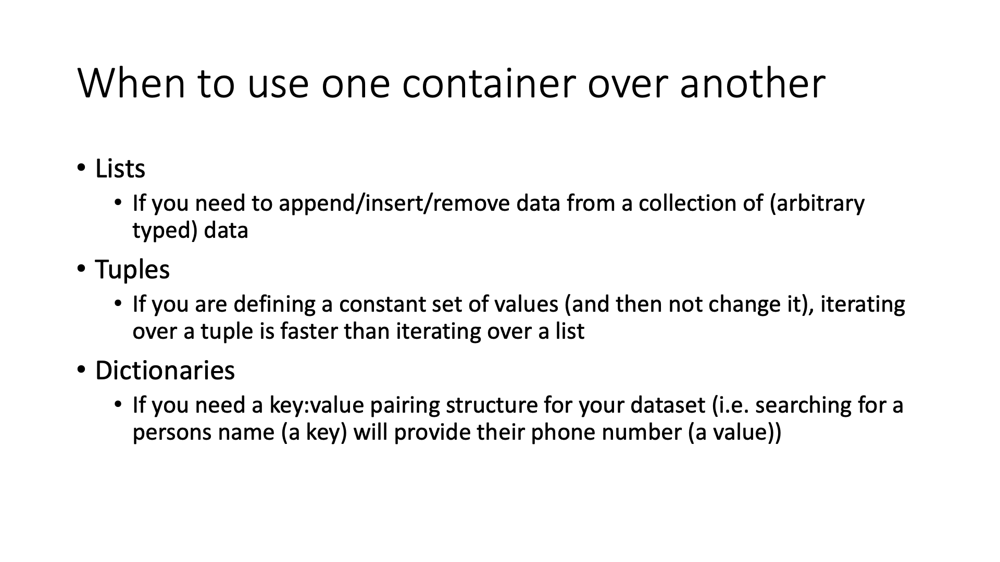 When to use one container over another
• Lists
• If you need to append/insert/remove data from a collection of (arbitrary
typed) data
• Tuples
• If you are defining a constant set of values (and then not change it), iterating
over a tuple is faster than iterating over a list
• Dictionaries
• If you need a key:value pairing structure for your dataset (i.e. searching for a
persons name (a key) will provide their phone number (a value))